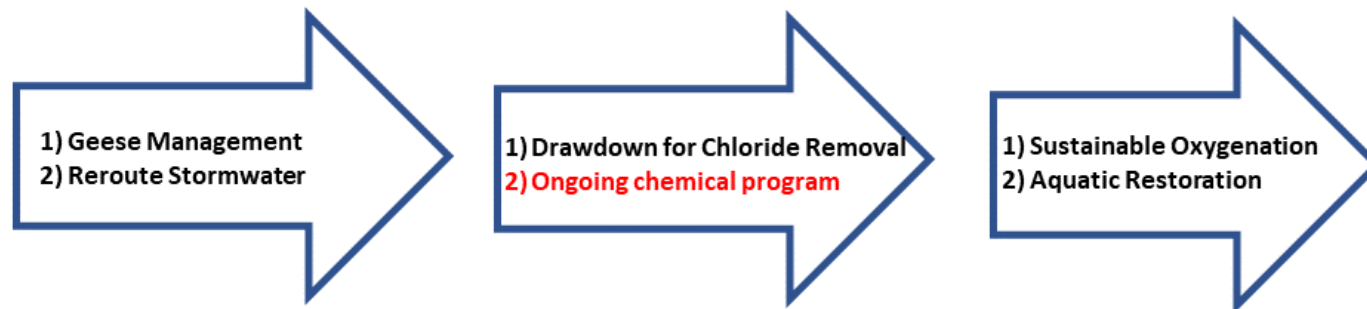 1) Geese Management
2) Reroute Stormwater
1) Drawdown for Chloride Removal
2) Ongoing chemical program
1) Sustainable Oxygenation
2) Aquatic Restoration